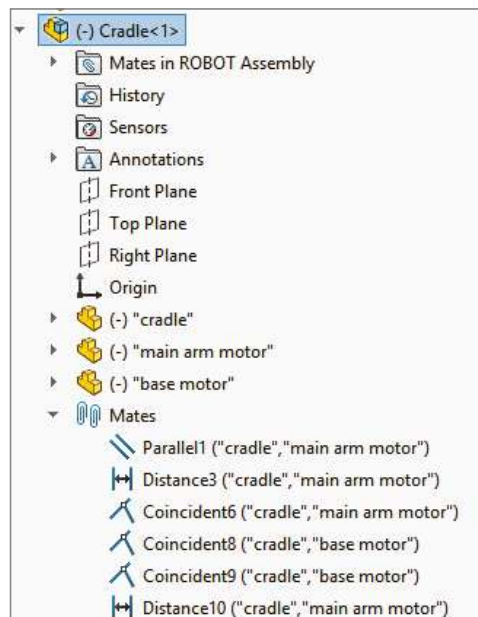 (-) Cradle<1>
Mates in ROBOT Assembly
History
Sensors
A Annotations
Front Plane
Top Plane
Right Plane
Origin
(-) "cradle"
(-) "main arm motor"
(-) "base motor"
Mates
Parallel1 ("cradle","main arm motor")
Distance3 ("cradle","main arm motor")
Coincident6 ("cradle","main arm motor")
Coincident8 ("cradle","base motor")
Coincident9 ("cradle","base motor")
Distance10 ("cradle","main arm motor")